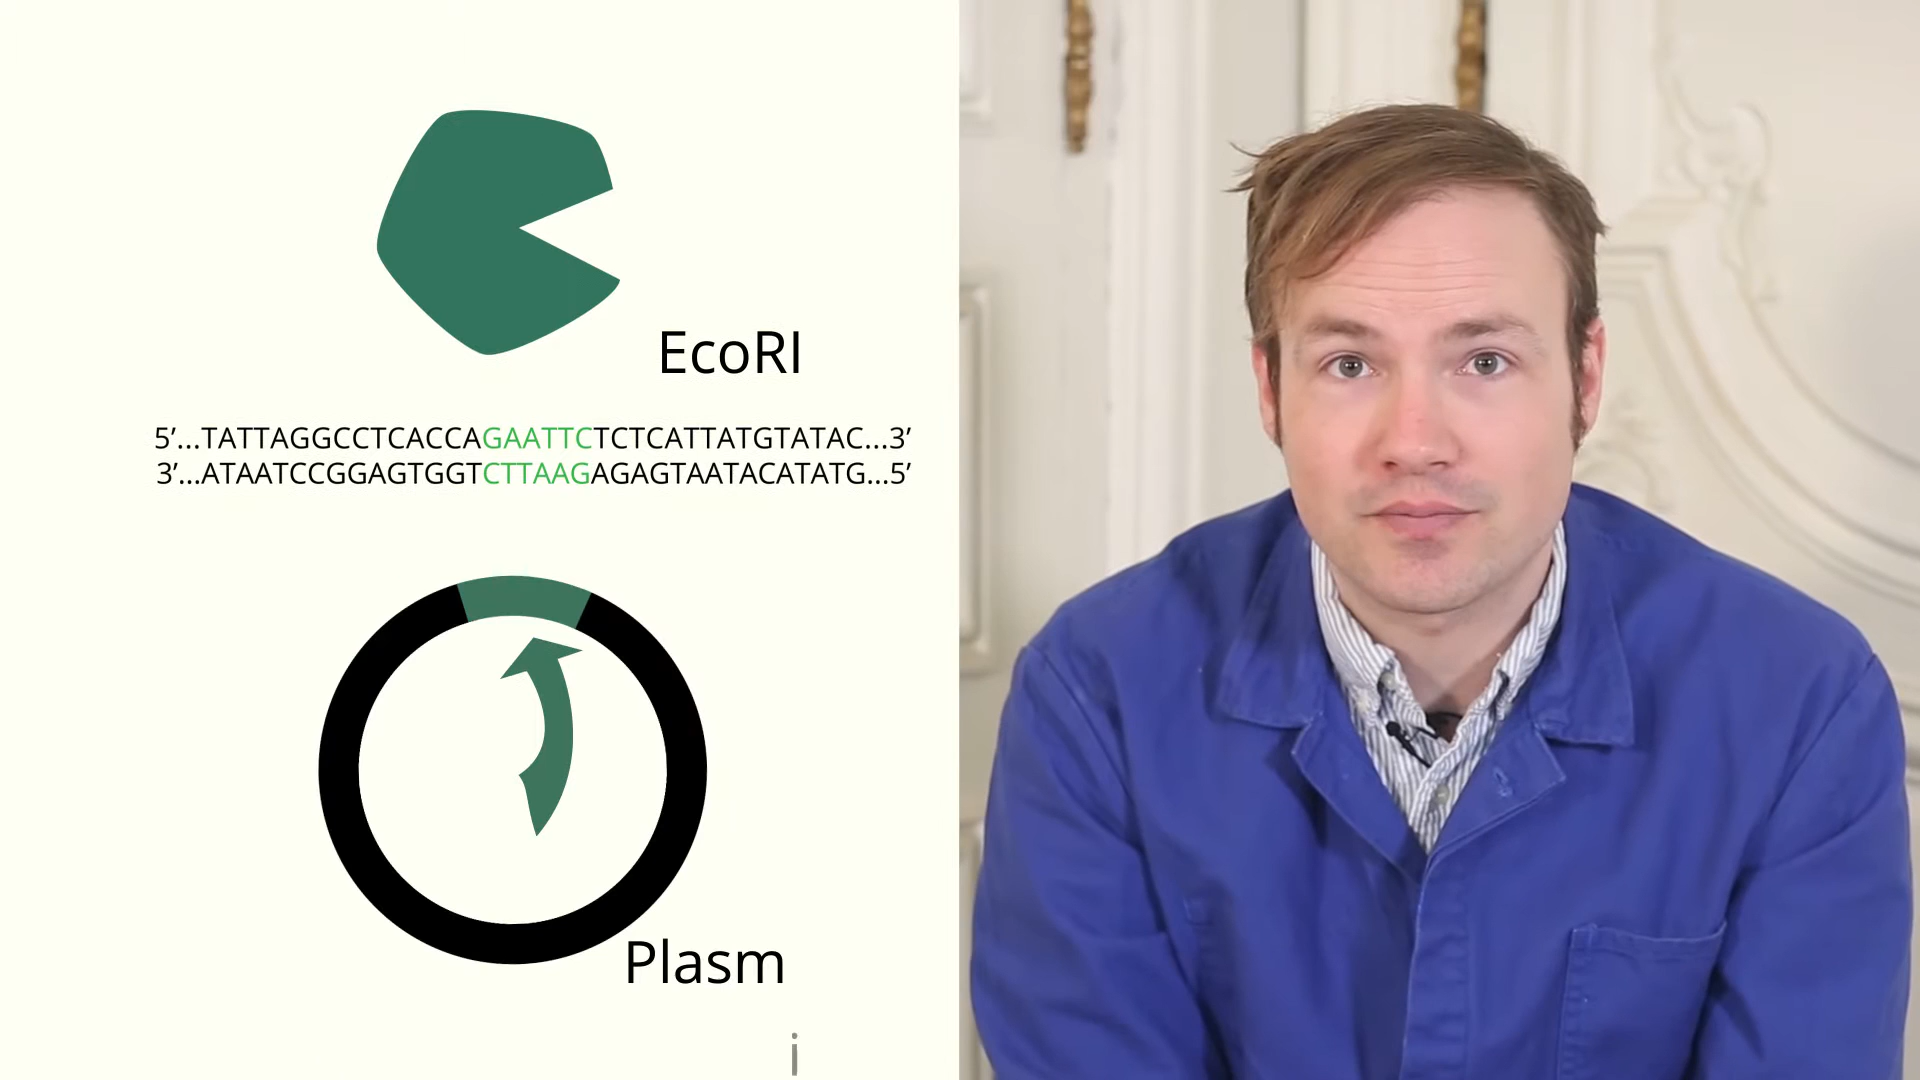 EcoRI
5’...TATTAGGCCTCACCAGAATTCTCTCATTATGTATAC...3’
3’...ATAATCCGGAGTGGTCTTAAGAGAGTAATACATATG...5’
Plasm
i